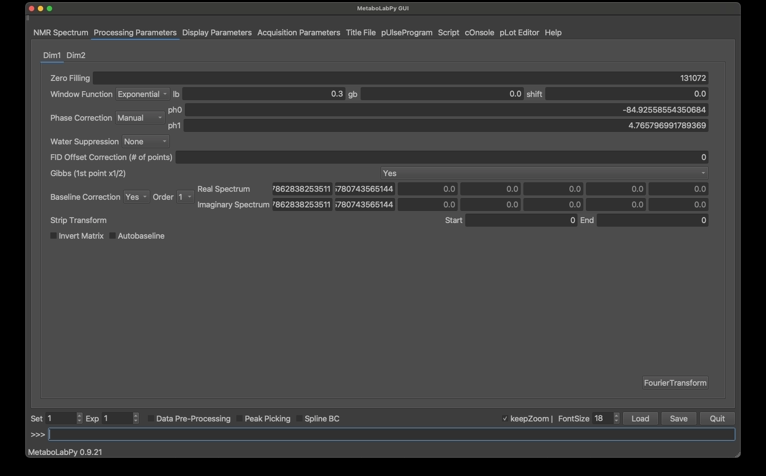 MetaboLabPy GUI
NMR Spectrum Processing Parameters Display Parameters Acquisition Parameters Title File pUlseProgram Script cOnsole pLot Editor Help
Dim1 Dim2
Zero Filling 131072
Window Function Exponential lb 0.3 gb 0.0 shift 0.0
ph0 -84.92558554350684
Phase Correction Manual
ph1 4.765796991789369
Water Suppression None
FID Offset Correction (# of points) 0
Gibbs (1st point x1/2) Yes
Real Spectrum 7862838253511 5780743565144 0.0 0.0 0.0 0.0 0.0
Baseline Correction Yes Order 1
Imaginary Spectrum 7862838253511 5780743565144 0.0 0.0 0.0 0.0 0.0
Strip Transform Start 0 End 0
Invert Matrix Autobaseline
FourierTransform
Set 1 Exp 1 Data Pre-Processing Peak Picking Spline BC keepZoom | FontSize 18 Load Save Quit
>>>
MetaboLabPy 0.9.21